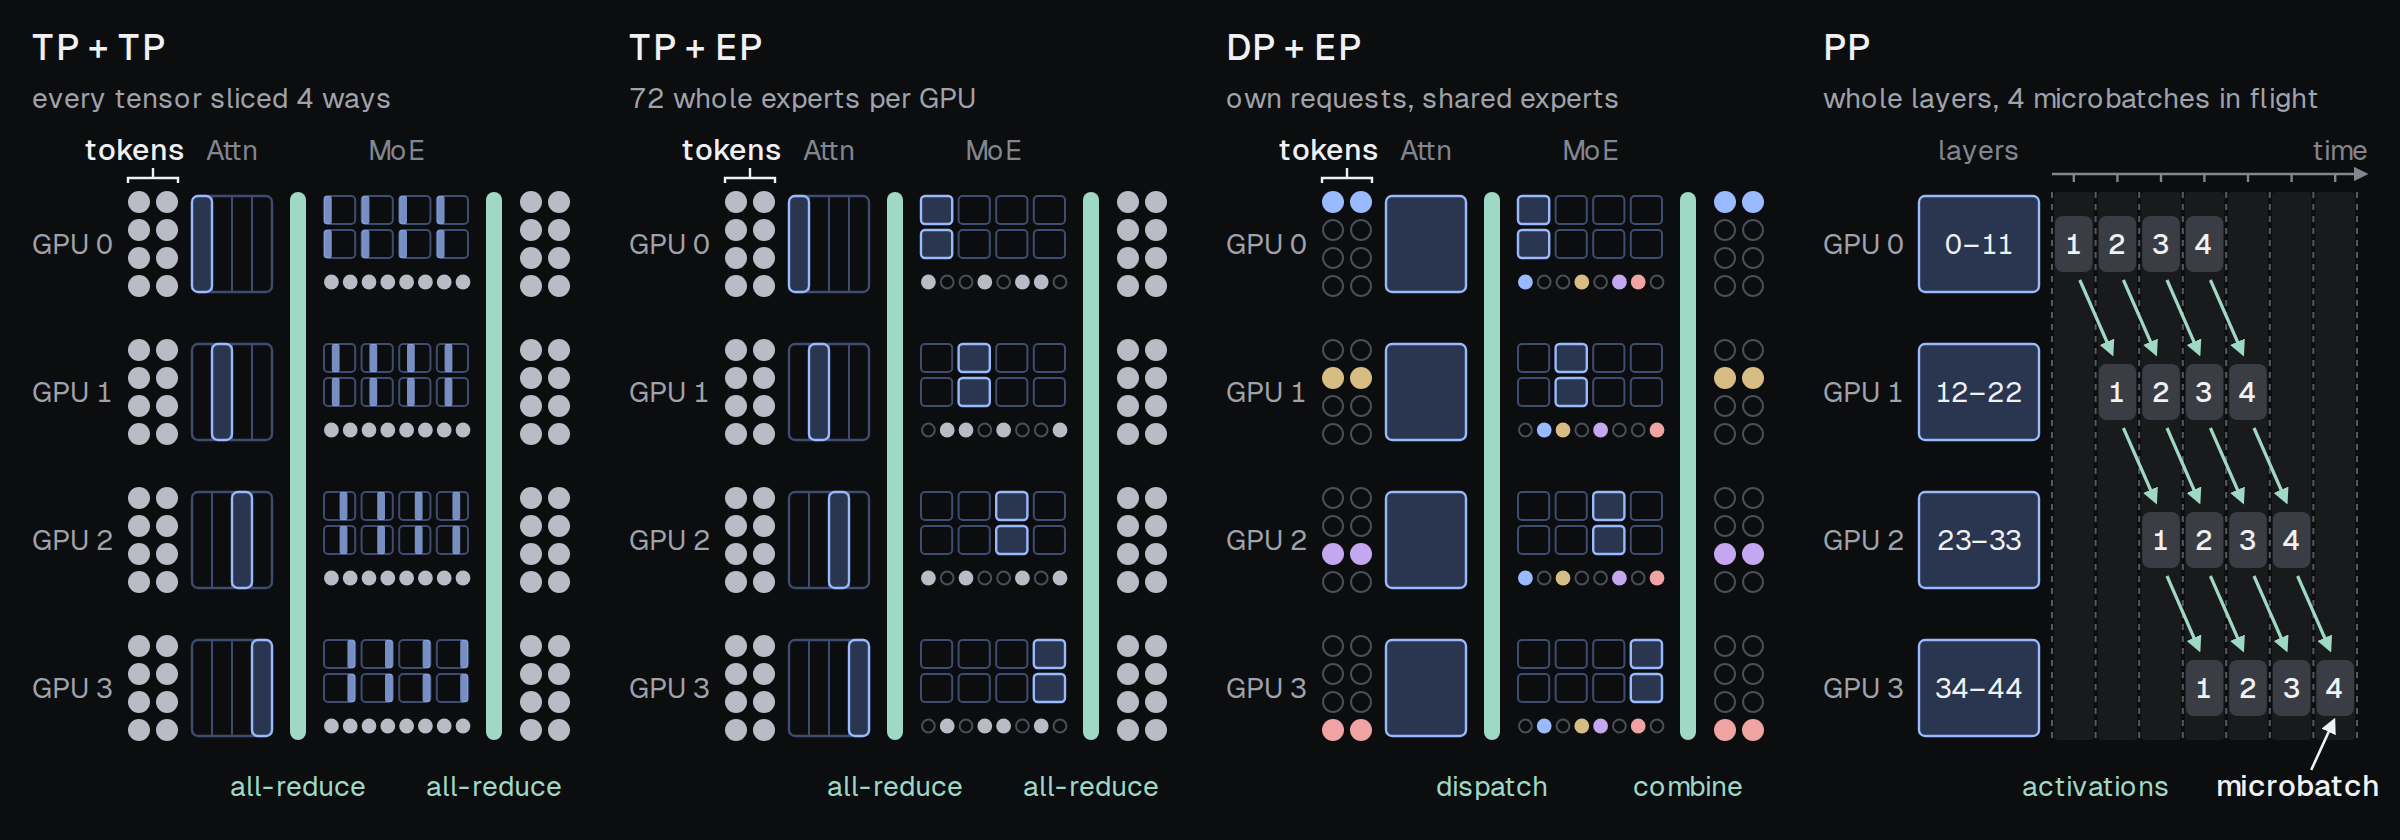 TP + TP
every tensor sliced 4 ways
tokens Attn MoE
GPU 0
GPU 1
GPU 2
GPU 3
all-reduce all-reduce
TP + EP
72 whole experts per GPU
tokens Attn MoE
GPU 0
GPU 1
GPU 2
GPU 3
all-reduce all-reduce
DP + EP
own requests, shared experts
tokens Attn MoE
GPU 0
GPU 1
GPU 2
GPU 3
dispatch combine
PP
whole layers, 4 microbatches in flight
layers time
GPU 0 0–11 1 2 3 4
GPU 1 12–22 1 2 3 4
GPU 2 23–33 1 2 3 4
GPU 3 34–44 1 2 3 4
activations microbatch